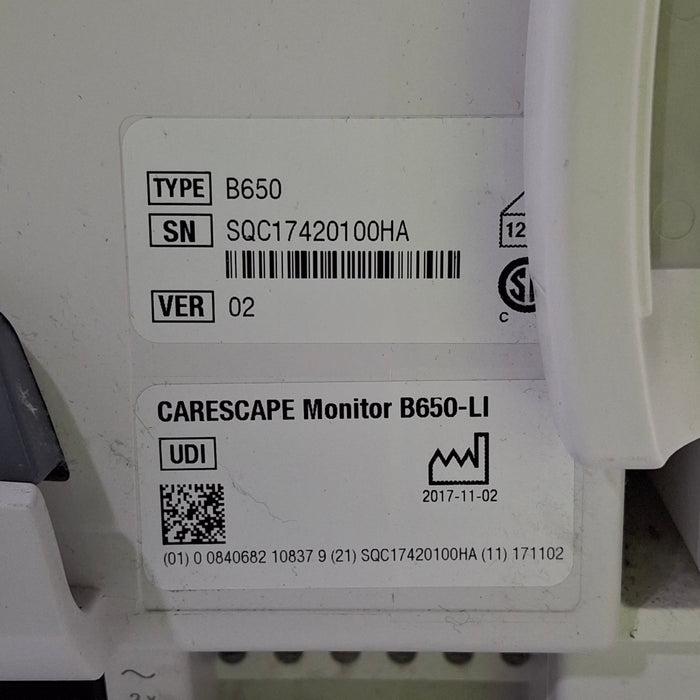 TYPE B650
SN SQC17420100HA
12
VER 02
C
CARESCAPE Monitor B650-LI
UDI
2017-11-02
(01) 0 0840682 10837 9 (21) SQC17420100HA (11) 171102